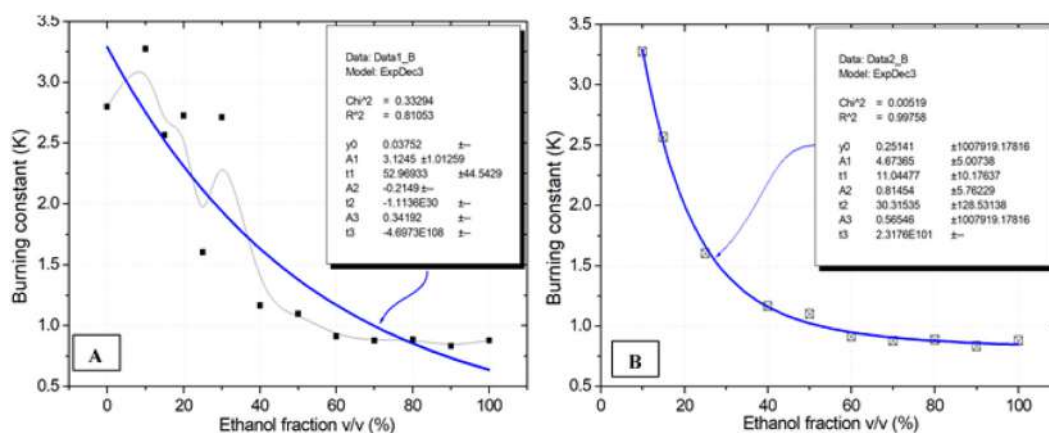 Burning constant (K)
3.5
3.0
2.5
2.0
1.5
1.0
0.5
Data: Data1_B
Model: ExpDec3
Chi^2 = 0.33294
R^2 = 0.81053
y0 0.03752 ±--
A1 3.1245 ±1.01259
t1 52.96933 ±44.5429
A2 -0.2149 ±--
t2 -1.1136E30 ±--
A3 0.34192 ±--
t3 -4.6973E108 ±--
A
0 20 40 60 80 100
Ethanol fraction v/v (%)
Burning constant (K)
3.5
3.0
2.5
2.0
1.5
1.0
0.5
Data: Data2_B
Model: ExpDec3
Chi^2 = 0.00519
R^2 = 0.99758
y0 0.25141 ±1007919.17816
A1 4.67365 ±5.00738
t1 11.04477 ±10.17637
A2 0.81454 ±5.76229
t2 30.31535 ±128.53138
A3 0.56546 ±1007919.17816
t3 2.3176E101 ±--
B
0 20 40 60 80 100
Ethanol fraction v/v (%)